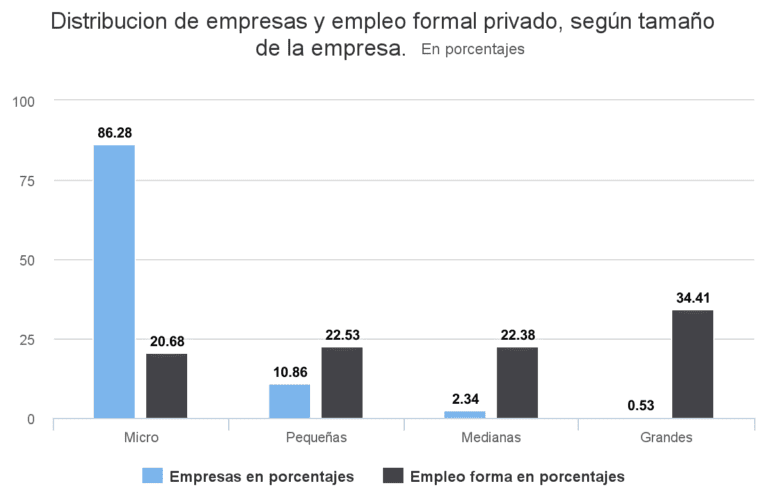 Distribucion de empresas y empleo formal privado, según tamaño
de la empresa. En porcentajes
100
86.28
75
50
34.41
25
20.68
22.53
22.38
10.86
2.34
0.53
0
Micro
Pequeñas
Medianas
Grandes
Empresas en porcentajes
Empleo forma en porcentajes